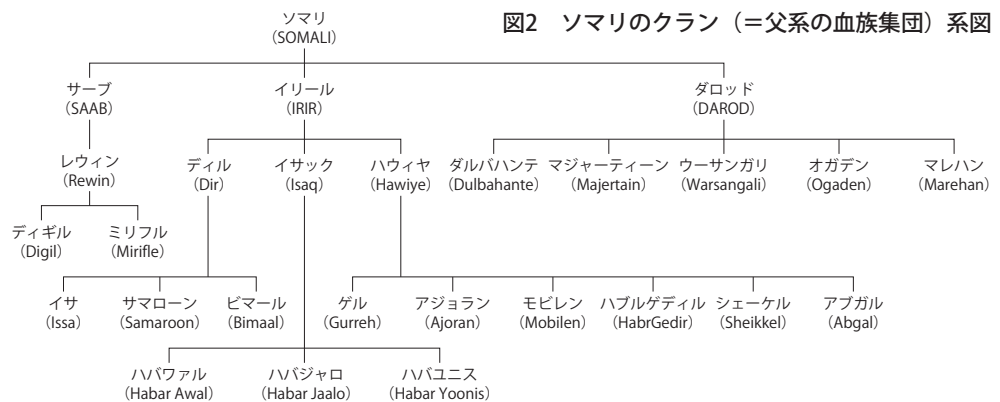 図2 ソマリのクラン(=父系の血族集団)系図
ソマリ
(SOMALI)
サーブ
(SAAB)
イリール
(IRIR)
ダロッド
(DAROD)
レウィン
(Rewin)
ディル
(Dir)
イサック
(Isaq)
ハウィヤ
(Hawiye)
ダルバハンテ
(Dulbahante)
マジャーティーン
(Majertain)
ウーサンガリ
(Warsangali)
オガデン
(Ogaden)
マレハン
(Marehan)
ディギル
(Digil)
ミリフル
(Mirifle)
イサ
(Issa)
サマローン
(Samaroon)
ビマール
(Bimaal)
ゲル
(Gurreh)
アジョラン
(Ajoran)
モビレン
(Mobilen)
ハブルゲディル
(HabrGedir)
シェーケル
(Sheikkel)
アブガル
(Abgal)
ハバワァル
(Habar Awal)
ハバジャロ
(Habar Jaalo)
ハバユニス
(Habar Yoonis)